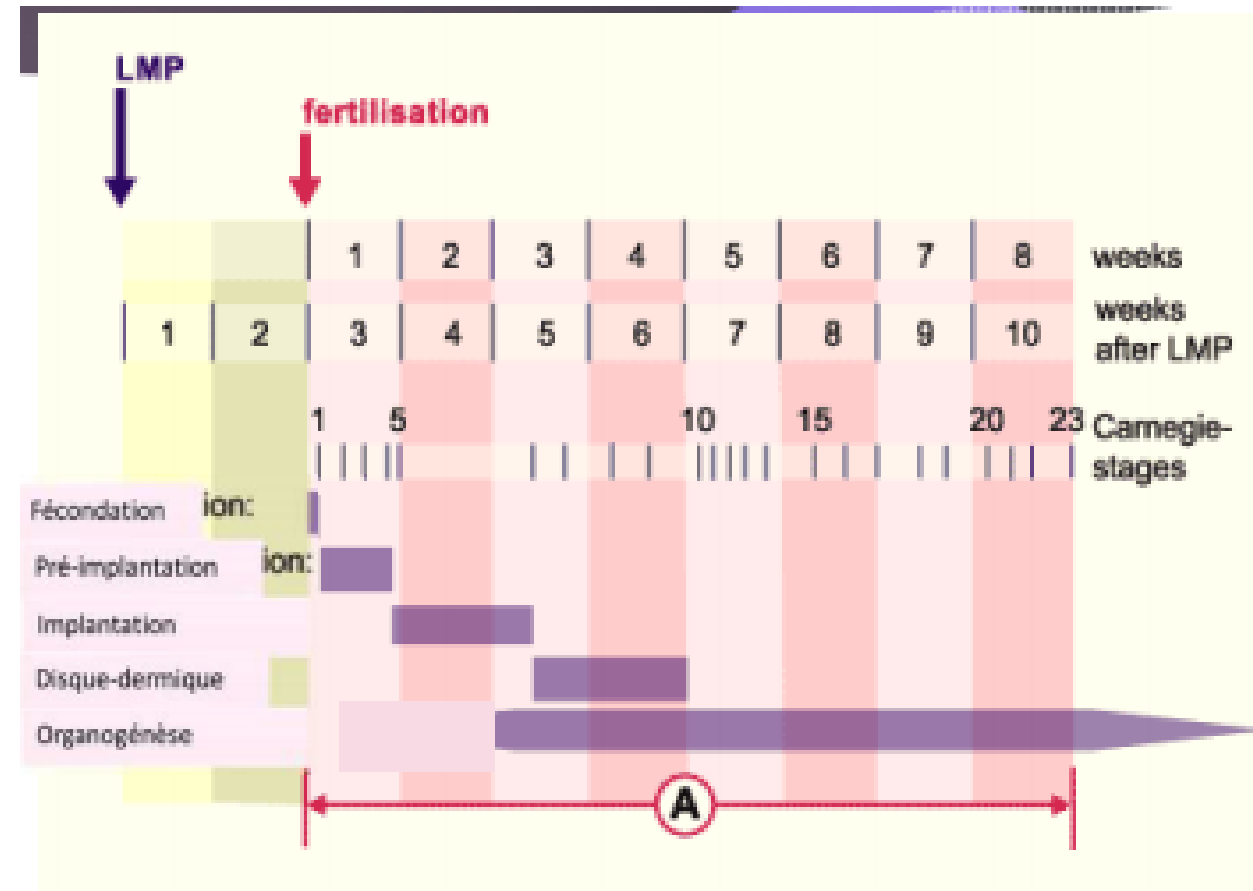 LMP
fertilisation
1 2 3 4 5 6 7 8 weeks
1 2 3 4 5 6 7 8 9 10 weeks after LMP
1 5 10 15 20 23 Carnegie-
stages
Fécondation ion:
Pré-implantation ion:
Implantation
Disque-dermique
Organogénèse
A